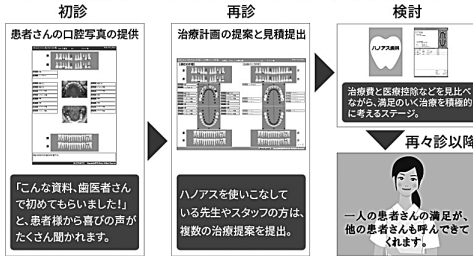 初診
患者さんの口腔写真の提供
「こんな資料、歯医者さん
で初めてもらいました!」
と、患者様から喜びの声が
たくさん聞かれます。
再診
治療計画の提案と見積提出
ハノアスを使いこなして
いる先生やスタッフの方は、
複数の治療提案を提出。
検討
ハノアス歯科
治療費と医療控除などを見比べ
ながら、満足のいく治療を積極的
に考えるステージ。
再々診以降
一人の患者さんの満足が、
他の患者さんも呼んできて
くれます。